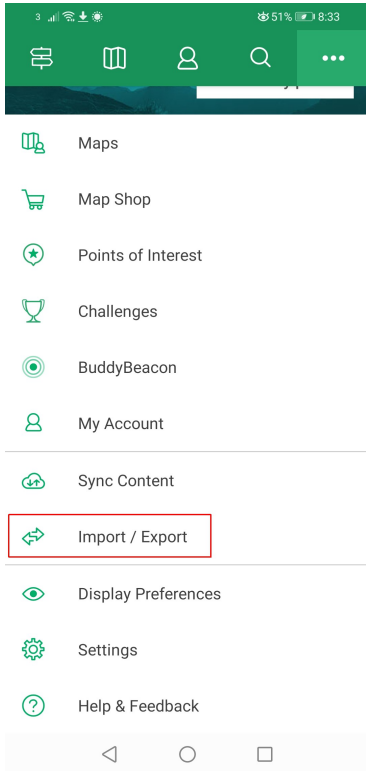 3 51% 8:33
Maps
Map Shop
Points of Interest
Challenges
BuddyBeacon
My Account
Sync Content
Import / Export
Display Preferences
Settings
Help & Feedback